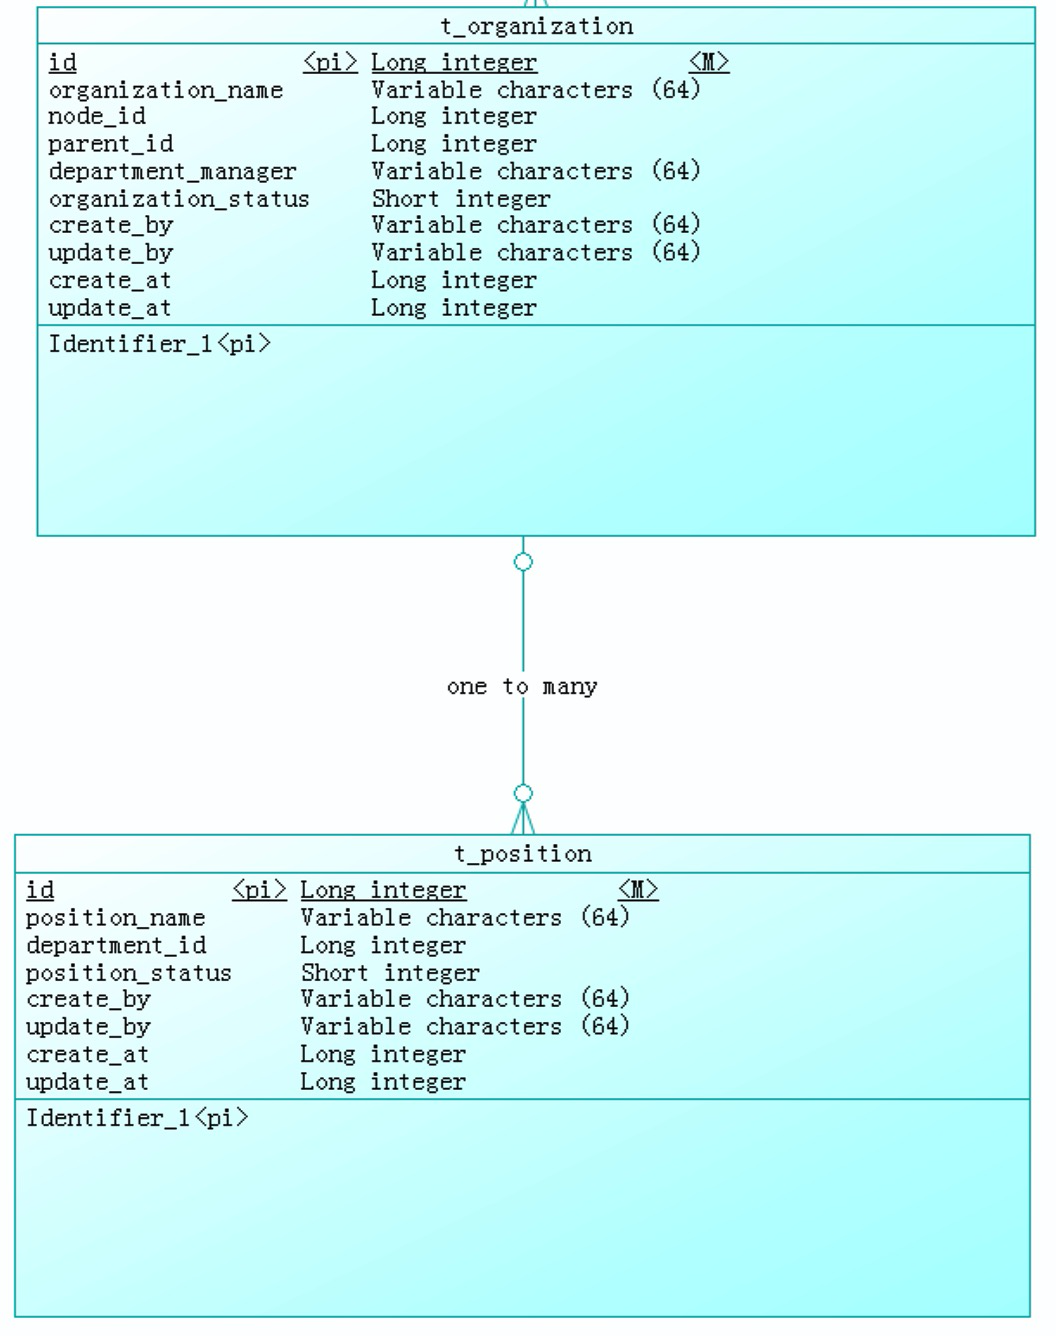 t_organization
id <pi> Long integer <M>
organization_name Variable characters (64)
node_id Long integer
parent_id Long integer
department_manager Variable characters (64)
organization_status Short integer
create_by Variable characters (64)
update_by Variable characters (64)
create_at Long integer
update_at Long integer
Identifier_1<pi>
one to many
t_position
id <pi> Long integer <M>
position_name Variable characters (64)
department_id Long integer
position_status Short integer
create_by Variable characters (64)
update_by Variable characters (64)
create_at Long integer
update_at Long integer
Identifier_1<pi>